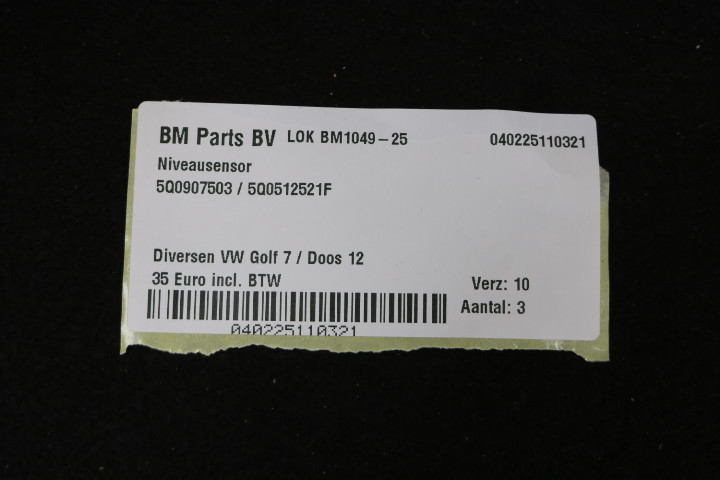 BM Parts BV LOK BM1049-25 040225110321
Niveausensor
5Q0907503 / 5Q0512521F
Diversen VW Golf 7 / Doos 12
35 Euro incl. BTW Verz: 10
Aantal: 3
040225110321